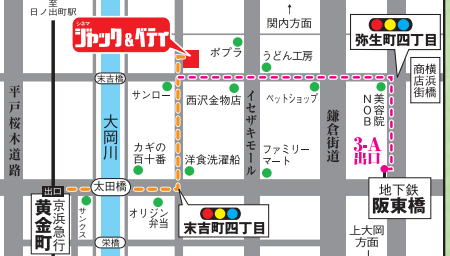 至
日ノ出町駅
シネマ
ジャック&ベティ
↑
関内方面
弥生町四丁目
ポプラ
うどん工房
末吉橋
シンロー
西沢金物店
ペットショップ
美容院
NOB
横浜橋
商店街
平戸桜木道路
大岡川
イセザキモール
鎌倉街道
3-A
出口
カギの
百十番
洋食濯船
ファミリー
マート
出口
太田橋
京浜急行
黄金町
サンクス
オリジン
弁当
末吉町四丁目
地下鉄
阪東橋
栄橋
上大岡
方面